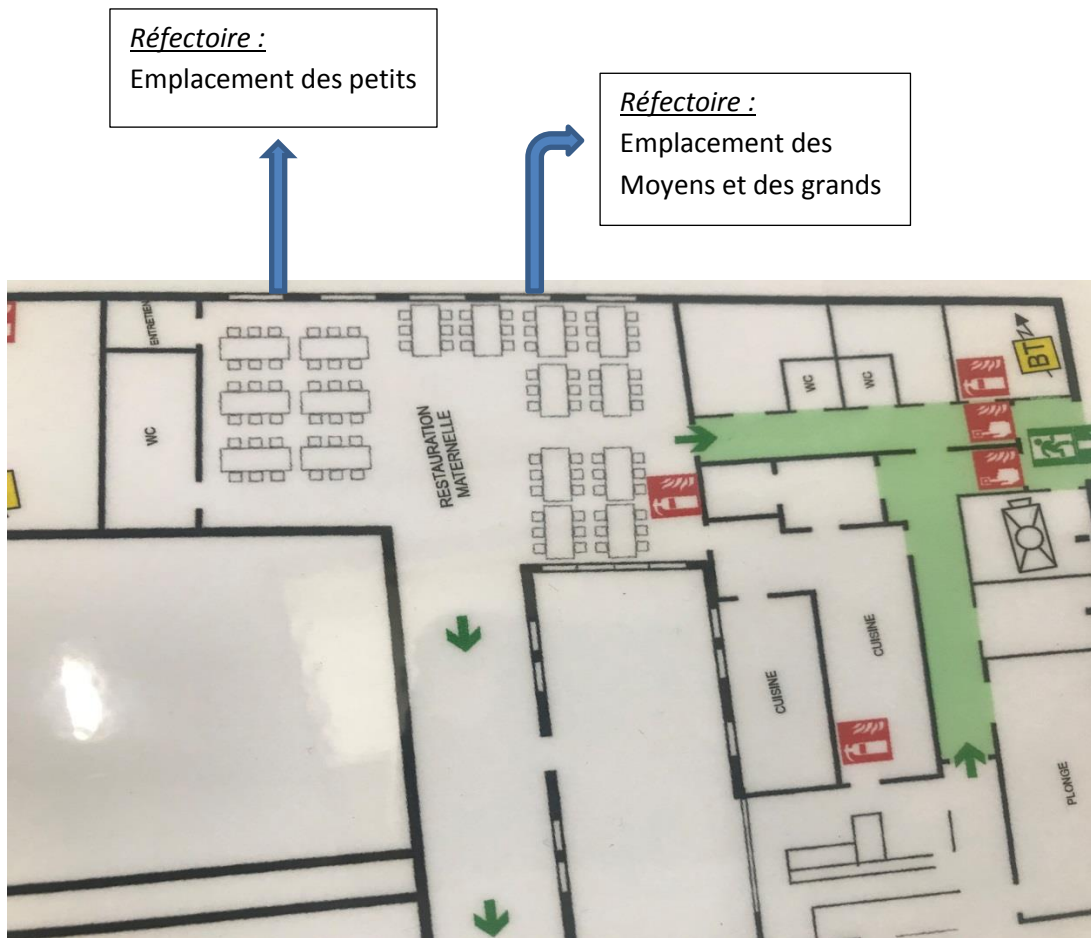 Réfectoire :
Emplacement des petits
Réfectoire :
Emplacement des
Moyens et des grands
ENTRETIEN
WC
RESTAURATION
MATERNELLE
WC
WC
BT
CUISINE
CUISINE
PLONGE